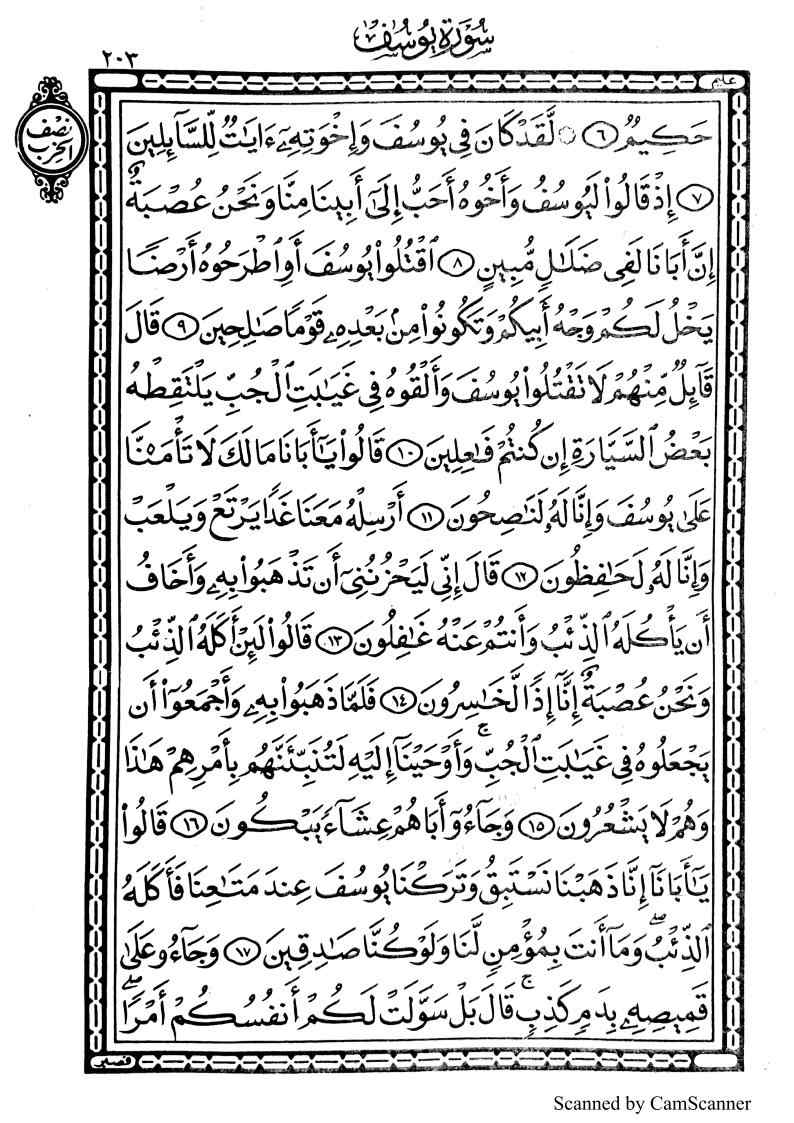 سُورَة يُوسُف
٢٠٣
عليم
نصف
الحزب
حَكِيمٌ ٦ ۞ لَّقَدْ كَانَ فِي يُوسُفَ وَإِخْوَتِهِۦٓ ءَايَٰتٌ لِّلسَّآئِلِينَ
٧ إِذْ قَالُوا۟ لَيُوسُفُ وَأَخُوهُ أَحَبُّ إِلَىٰٓ أَبِينَا مِنَّا وَنَحْنُ عُصْبَةٌ
إِنَّ أَبَانَا لَفِى ضَلَٰلٍ مُّبِينٍ ٨ ٱقْتُلُوا۟ يُوسُفَ أَوِ ٱطْرَحُوهُ أَرْضًا
يَخْلُ لَكُمْ وَجْهُ أَبِيكُمْ وَتَكُونُوا۟ مِنۢ بَعْدِهِۦ قَوْمًا صَٰلِحِينَ ٩ قَالَ
قَآئِلٌ مِّنْهُمْ لَا تَقْتُلُوا۟ يُوسُفَ وَأَلْقُوهُ فِى غَيَٰبَتِ ٱلْجُبِّ يَلْتَقِطْهُ
بَعْضُ ٱلسَّيَّارَةِ إِن كُنتُمْ فَٰعِلِينَ ١٠ قَالُوا۟ يَٰٓأَبَانَا مَا لَكَ لَا تَأْمَ۫نَّا
عَلَىٰ يُوسُفَ وَإِنَّا لَهُۥ لَنَٰصِحُونَ ١١ أَرْسِلْهُ مَعَنَا غَدًا يَرْتَعْ وَيَلْعَبْ
وَإِنَّا لَهُۥ لَحَٰفِظُونَ ١٢ قَالَ إِنِّى لَيَحْزُنُنِىٓ أَن تَذْهَبُوا۟ بِهِۦ وَأَخَافُ
أَن يَأْكُلَهُ ٱلذِّئْبُ وَأَنتُمْ عَنْهُ غَٰفِلُونَ ١٣ قَالُوا۟ لَئِنْ أَكَلَهُ ٱلذِّئْبُ
وَنَحْنُ عُصْبَةٌ إِنَّآ إِذًا لَّخَٰسِرُونَ ١٤ فَلَمَّا ذَهَبُوا۟ بِهِۦ وَأَجْمَعُوٓا۟ أَن
يَجْعَلُوهُ فِى غَيَٰبَتِ ٱلْجُبِّ ۚ وَأَوْحَيْنَآ إِلَيْهِ لَتُنَبِّئَنَّهُم بِأَمْرِهِمْ هَٰذَا
وَهُمْ لَا يَشْعُرُونَ ١٥ وَجَآءُوٓ أَبَاهُمْ عِشَآءً يَبْكُونَ ١٦ قَالُوا۟
يَٰٓأَبَانَآ إِنَّا ذَهَبْنَا نَسْتَبِقُ وَتَرَكْنَا يُوسُفَ عِندَ مَتَٰعِنَا فَأَكَلَهُ
ٱلذِّئْبُ ۖ وَمَآ أَنتَ بِمُؤْمِنٍ لَّنَا وَلَوْ كُنَّا صَٰدِقِينَ ١٧ وَجَآءُو عَلَىٰ
قَمِيصِهِۦ بِدَمٍ كَذِبٍ ۚ قَالَ بَلْ سَوَّلَتْ لَكُمْ أَنفُسُكُمْ أَمْرًا ۖ
Scanned by CamScanner